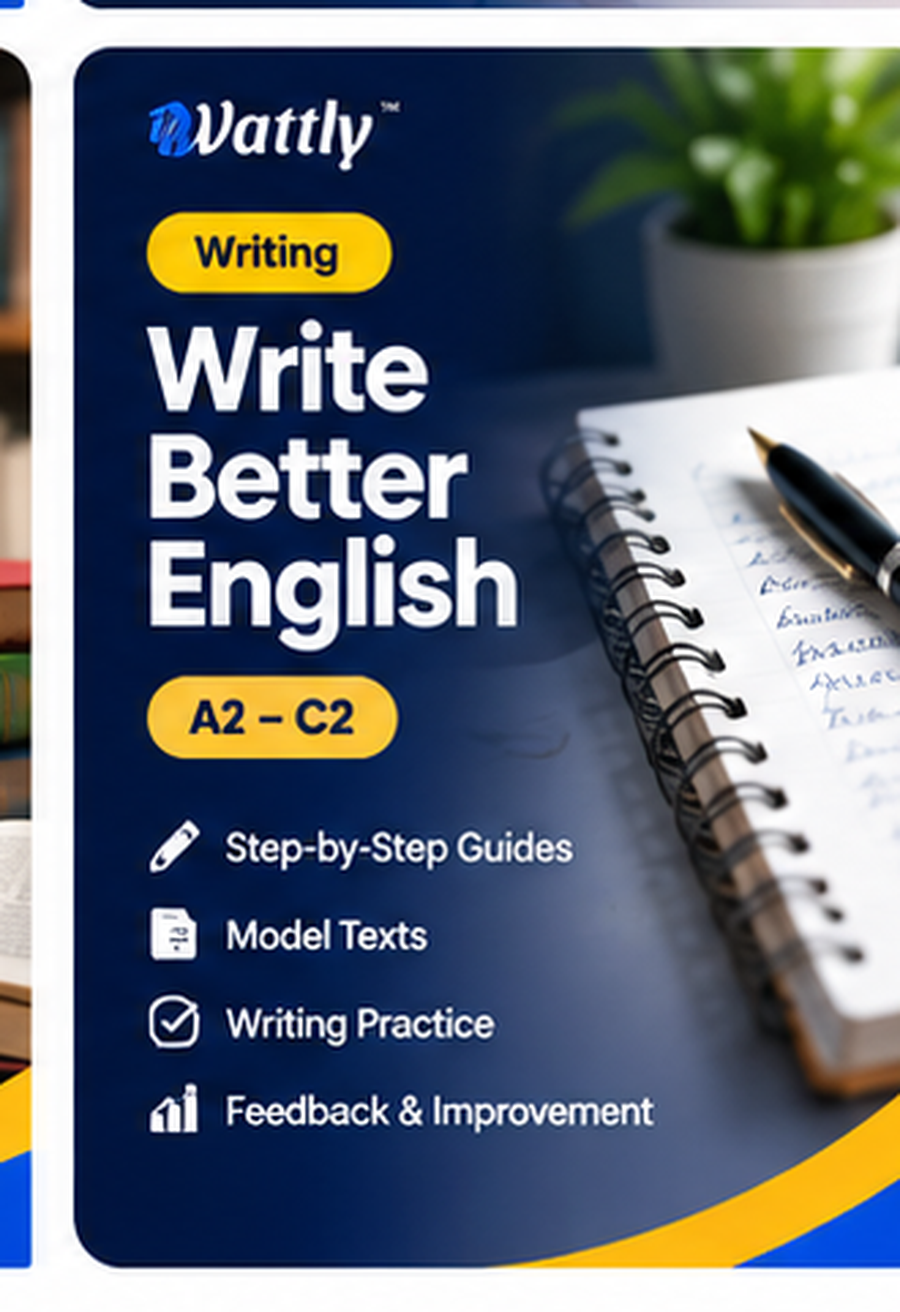 Wattly™
Writing
Write
Better
English
A2 – C2
Step-by-Step Guides
Model Texts
Writing Practice
Feedback & Improvement